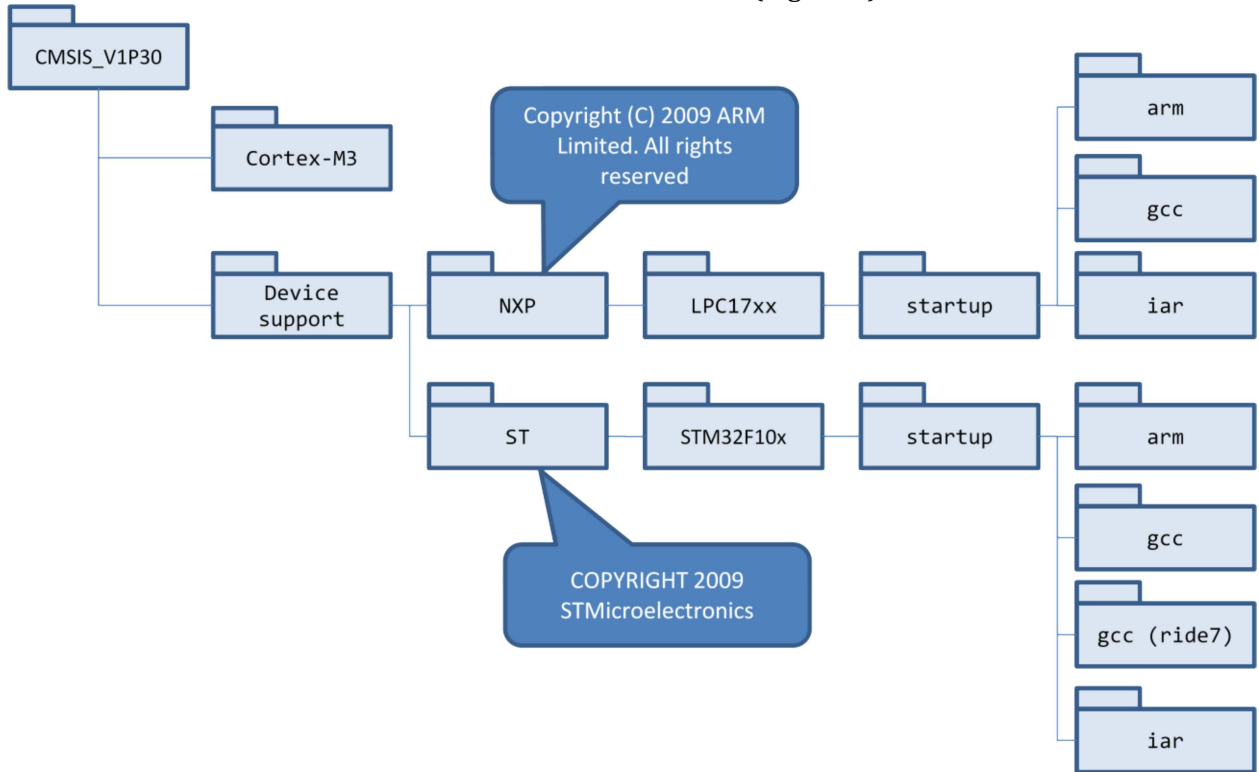 CMSIS_V1P30
Cortex-M3
Copyright (C) 2009 ARM
Limited. All rights
reserved
arm
gcc
Device
support
NXP
LPC17xx
startup
iar
ST
STM32F10x
startup
arm
gcc
COPYRIGHT 2009
STMicroelectronics
gcc (ride7)
iar